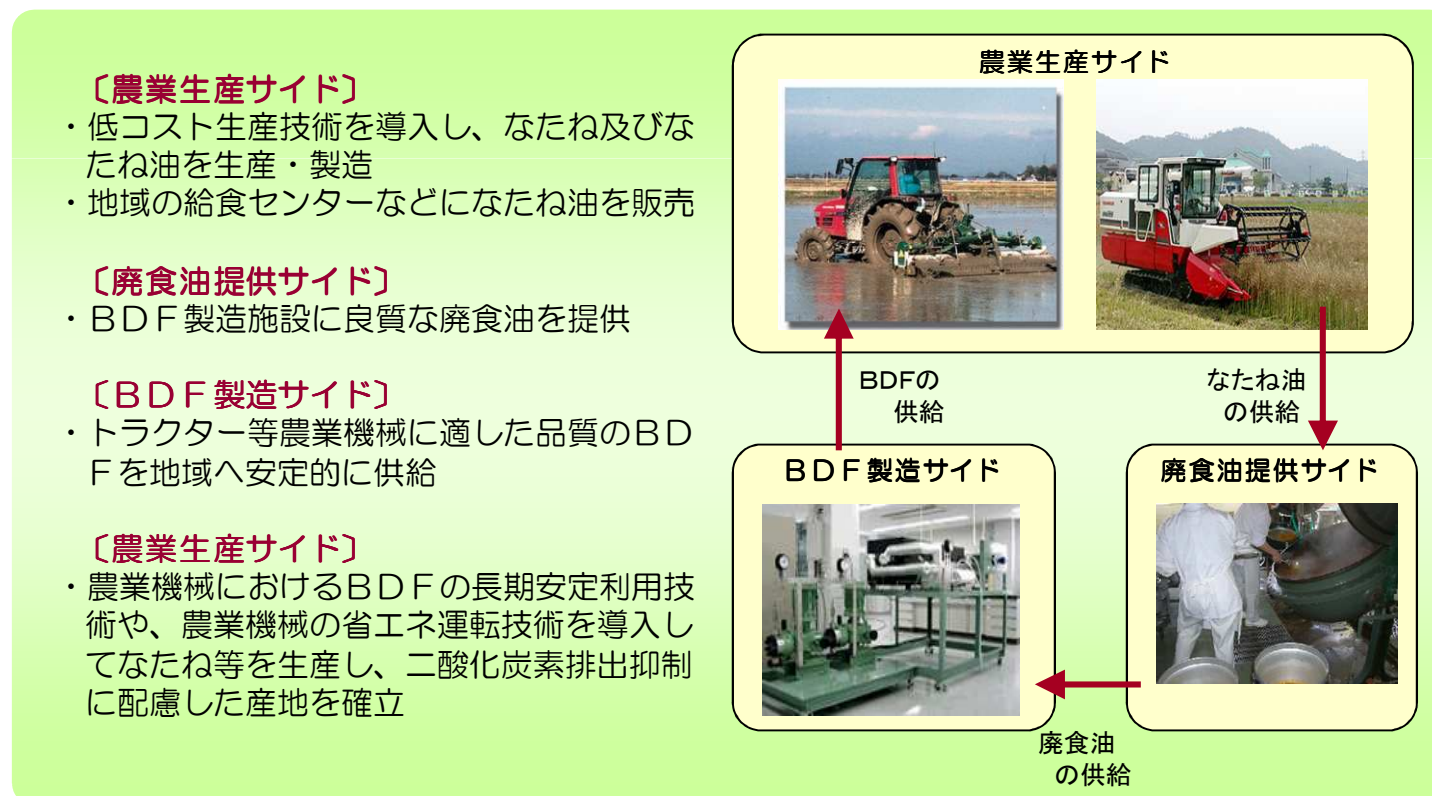 〔農業生産サイド〕
・低コスト生産技術を導入し、なたね及びな
たね油を生産・製造
・地域の給食センターなどになたね油を販売
〔廃食油提供サイド〕
・ＢＤＦ製造施設に良質な廃食油を提供
〔ＢＤＦ製造サイド〕
・トラクター等農業機械に適した品質のＢＤ
Ｆを地域へ安定的に供給
〔農業生産サイド〕
・農業機械におけるＢＤＦの長期安定利用技
術や、農業機械の省エネ運転技術を導入し
てなたね等を生産し、二酸化炭素排出抑制
に配慮した産地を確立
農業生産サイド
BDFの
供給
なたね油
の供給
ＢＤＦ製造サイド
廃食油提供サイド
廃食油
の供給